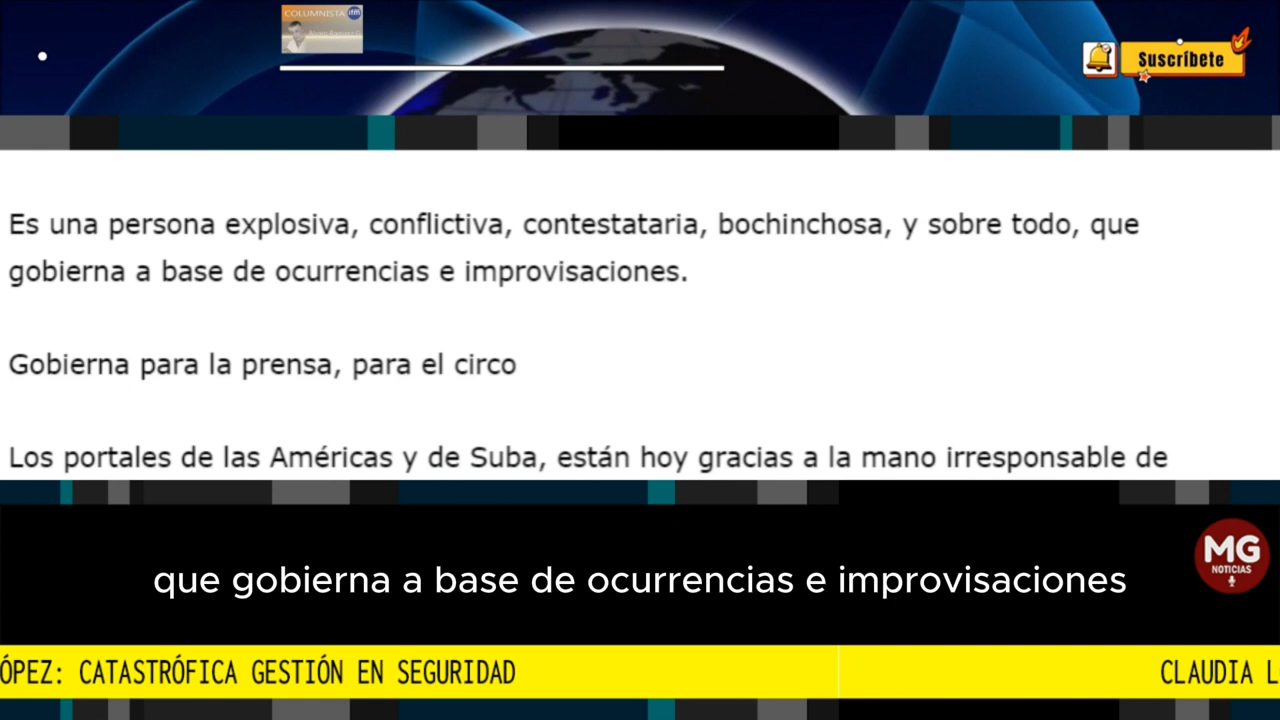 COLUMNISTA ifm
Suscríbete
Es una persona explosiva, conflictiva, contestataria, bochinchosa, y sobre todo, que
gobierna a base de ocurrencias e improvisaciones.
Gobierna para la prensa, para el circo
Los portales de las Américas y de Suba, están hoy gracias a la mano irresponsable de
que gobierna a base de ocurrencias e improvisaciones
MG
NOTICIAS
ÓPEZ: CATASTRÓFICA GESTIÓN EN SEGURIDAD
CLAUDIA L